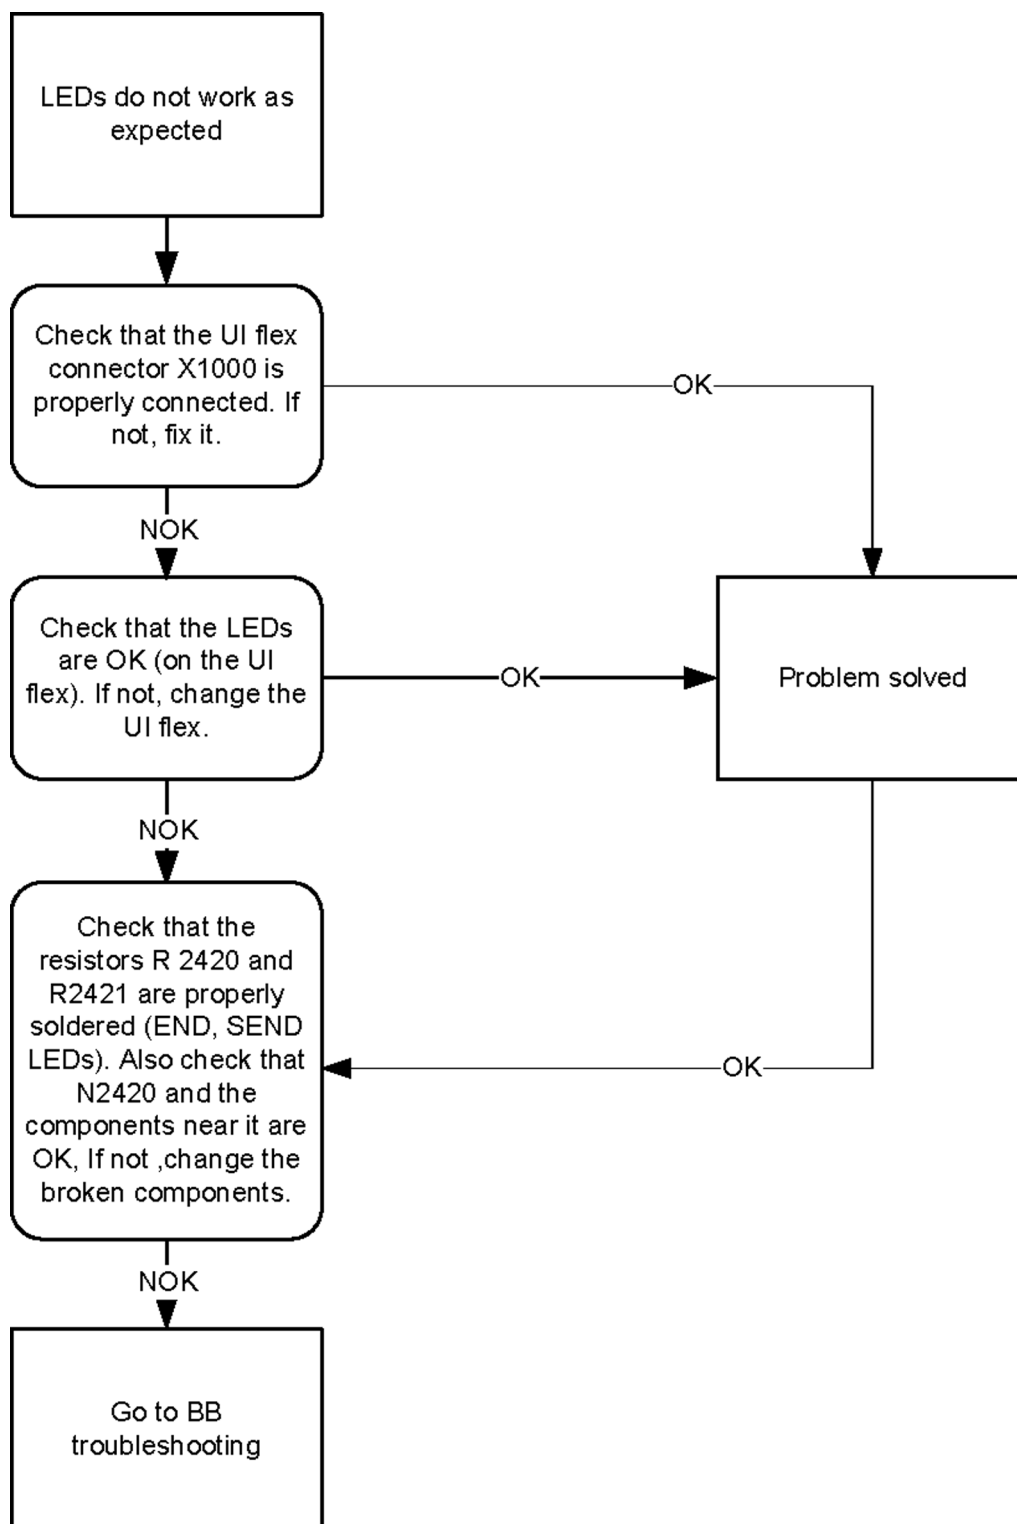 LEDs do not work as
expected
Check that the UI flex
connector X1000 is
properly connected. If
not, fix it.
OK
NOK
Check that the LEDs
are OK (on the UI
flex). If not, change the
UI flex.
OK
Problem solved
NOK
Check that the
resistors R 2420 and
R2421 are properly
soldered (END, SEND
LEDs). Also check that
N2420 and the
components near it are
OK, If not ,change the
broken components.
OK
NOK
Go to BB
troubleshooting